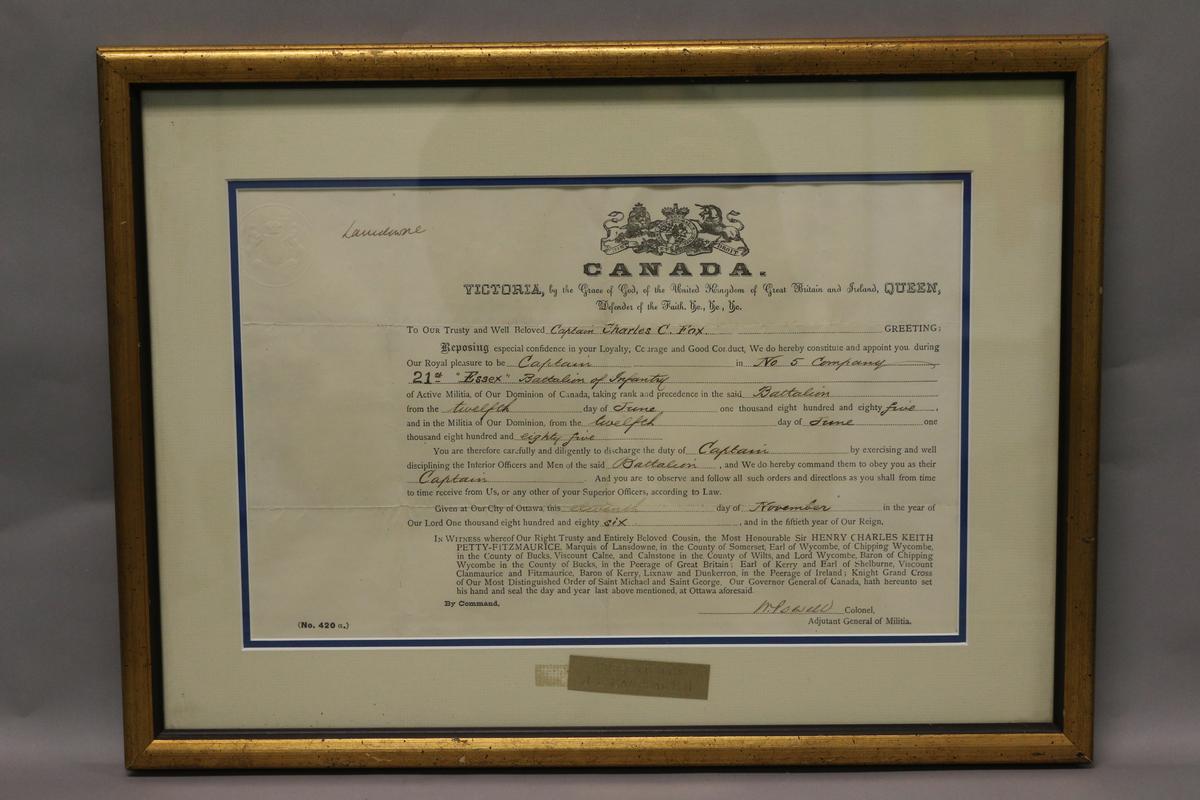 Lansdowne
CANADA.
VICTORIA, by the Grace of God, of the United Kingdom of Great Britain and Ireland, QUEEN,
Defender of the Faith, &c., &c., &c.
TO OUR Trusty and Well Beloved Captain Charles C. Fox. GREETING:
Reposing especial confidence in your Loyalty, Courage and Good Conduct, We do hereby constitute and appoint you during
Our Royal pleasure to be Captain in No 5 Company
21st "Essex" Battalion of Infantry
of Active Militia, of Our Dominion of Canada, taking rank and precedence in the said Battalion
from the twelfth day of June one thousand eight hundred and eighty five,
and in the Militia of Our Dominion, from the twelfth day of June one
thousand eight hundred and eighty five
You are therefore carefully and diligently to discharge the duty of Captain by exercising and well
disciplining the Interior Officers and Men of the said Battalion, and We do hereby command them to obey you as their
Captain. And you are to observe and follow all such orders and directions as you shall from time
to time receive from Us, or any other of your Superior Officers, according to Law.
Given at Our City of Ottawa, this eleventh day of November in the year of
Our Lord One thousand eight hundred and eighty six, and in the fiftieth year of Our Reign.
IN WITNESS whereof Our Right Trusty and Entirely Beloved Cousin, the Most Honourable Sir HENRY CHARLES KEITH
PETTY-FITZMAURICE, Marquis of Lansdowne, in the County of Somerset, Earl of Wycombe, of Chipping Wycombe,
in the County of Bucks, Viscount Calne, and Calnstone in the County of Wilts, and Lord Wycombe, Baron of Chipping
Wycombe in the County of Bucks, in the Peerage of Great Britain; Earl of Kerry and Earl of Shelburne, Viscount
Clanmaurice and Fitzmaurice, Baron of Kerry, Lixnaw and Dunkerron, in the Peerage of Ireland; Knight Grand Cross
of Our Most Distinguished Order of Saint Michael and Saint George. Our Governor General of Canada, hath hereunto set
his hand and seal the day and year last above mentioned, at Ottawa aforesaid
By Command,
W Powell Colonel,
Adjutant General of Militia.
(No. 420 a.)